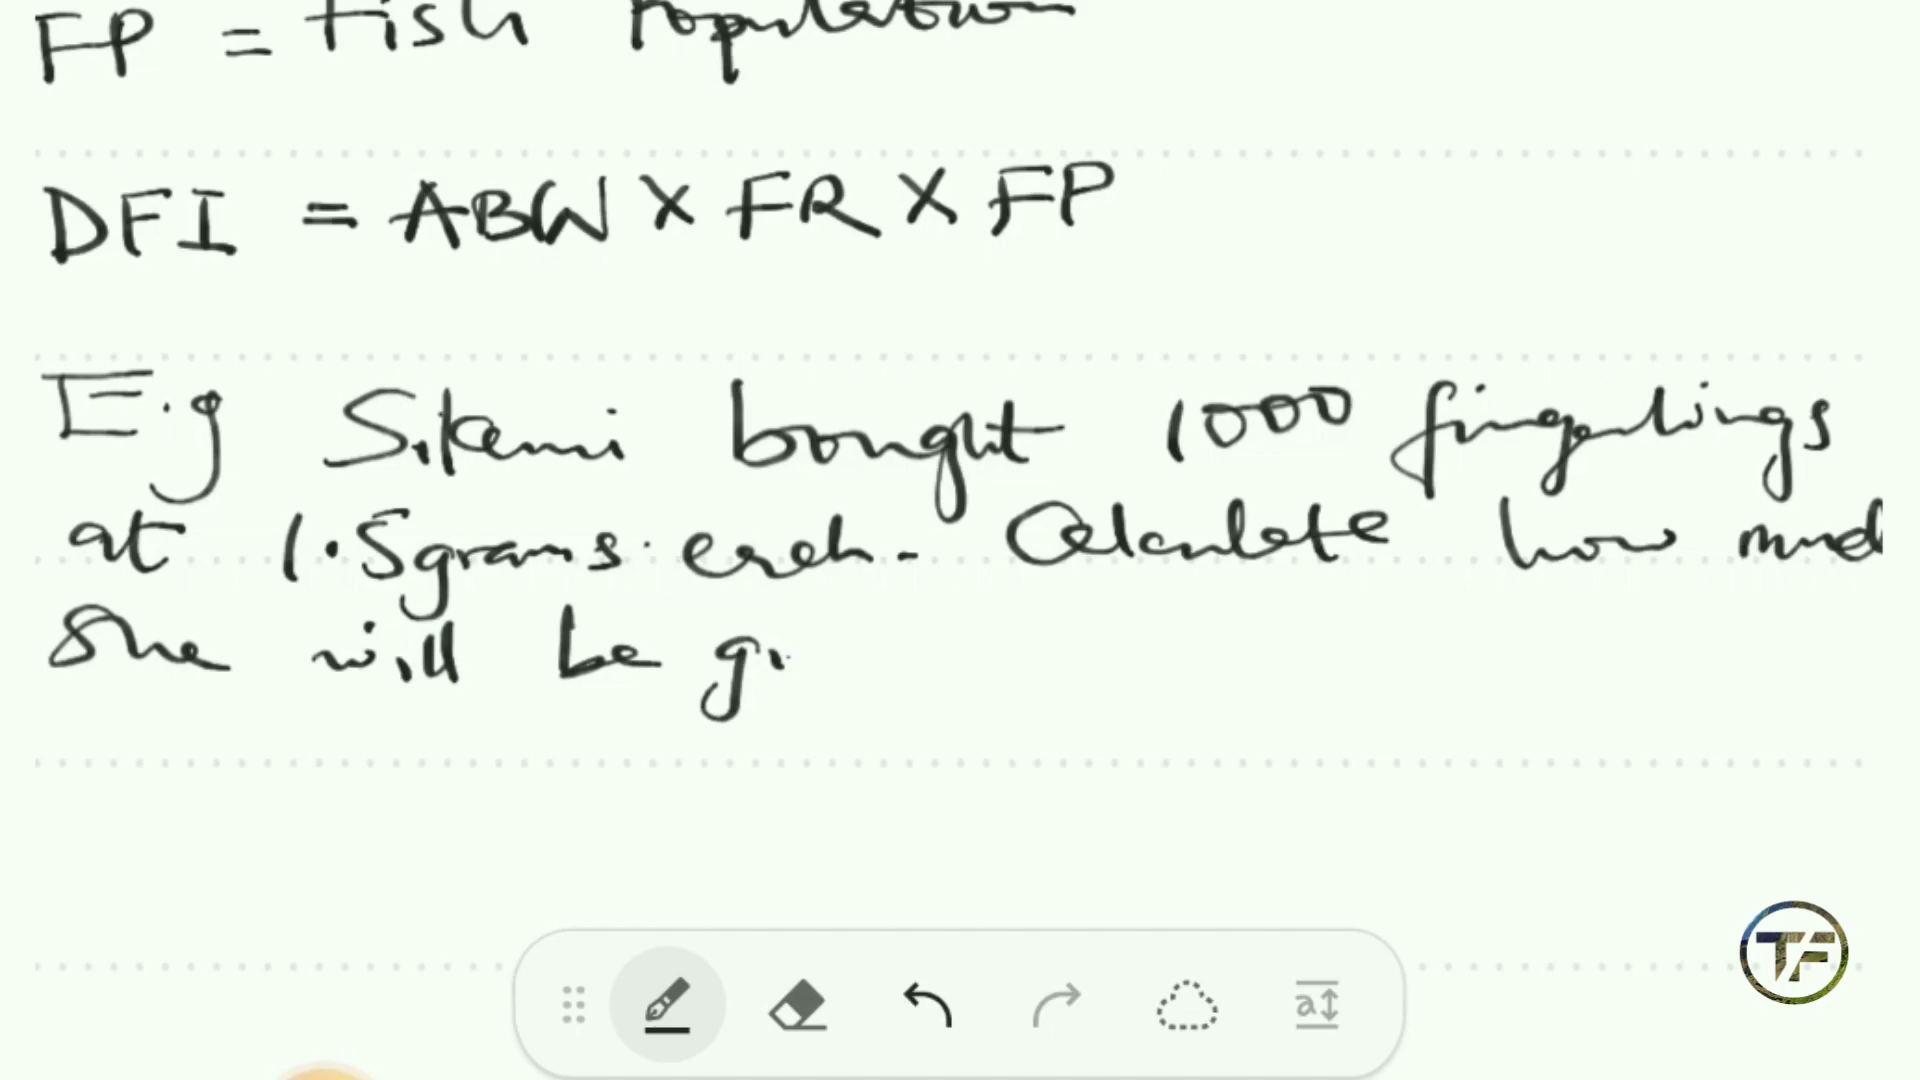 FP = Fish Population
DFI = ABW X FR X FP
E.g Sikemi bought 1000 fingerlings
at 1.5grams each. Calculate how much
she will be gi
TF